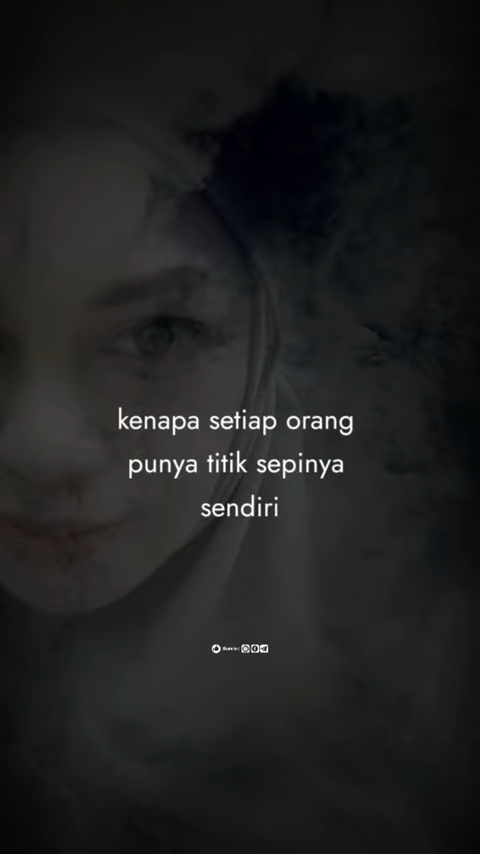 kenapa setiap orang
punya titik sepinya
sendiri